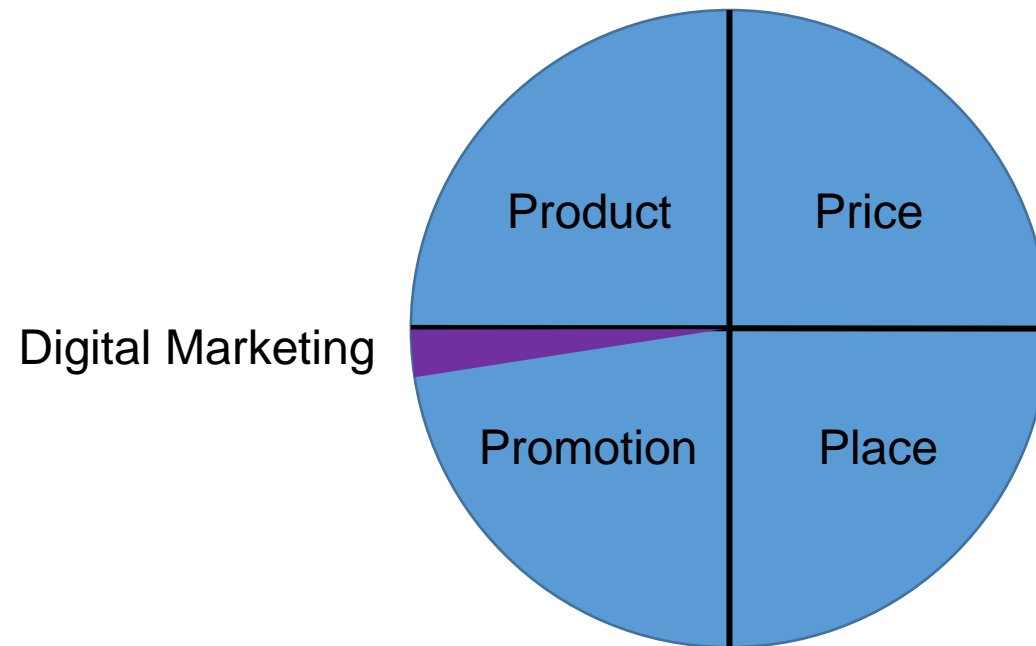 Product
Price
Digital Marketing
Promotion
Place